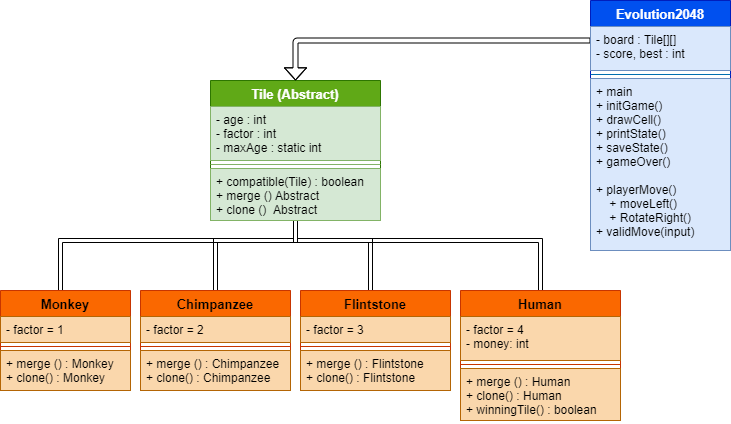 Evolution2048
- board : Tile[][]
- score, best : int
+ main
+ initGame()
+ drawCell()
+ printState()
+ saveState()
+ gameOver()
+ playerMove()
+ moveLeft()
+ RotateRight()
+ validMove(input)
Tile (Abstract)
- age : int
- factor : int
- maxAge : static int
+ compatible(Tile) : boolean
+ merge () Abstract
+ clone () Abstract
Monkey
- factor = 1
+ merge () : Monkey
+ clone() : Monkey
Chimpanzee
- factor = 2
+ merge () : Chimpanzee
+ clone() : Chimpanzee
Flintstone
- factor = 3
+ merge () : Flintstone
+ clone() : Flintstone
Human
- factor = 4
- money: int
+ merge () : Human
+ clone() : Human
+ winningTile() : boolean